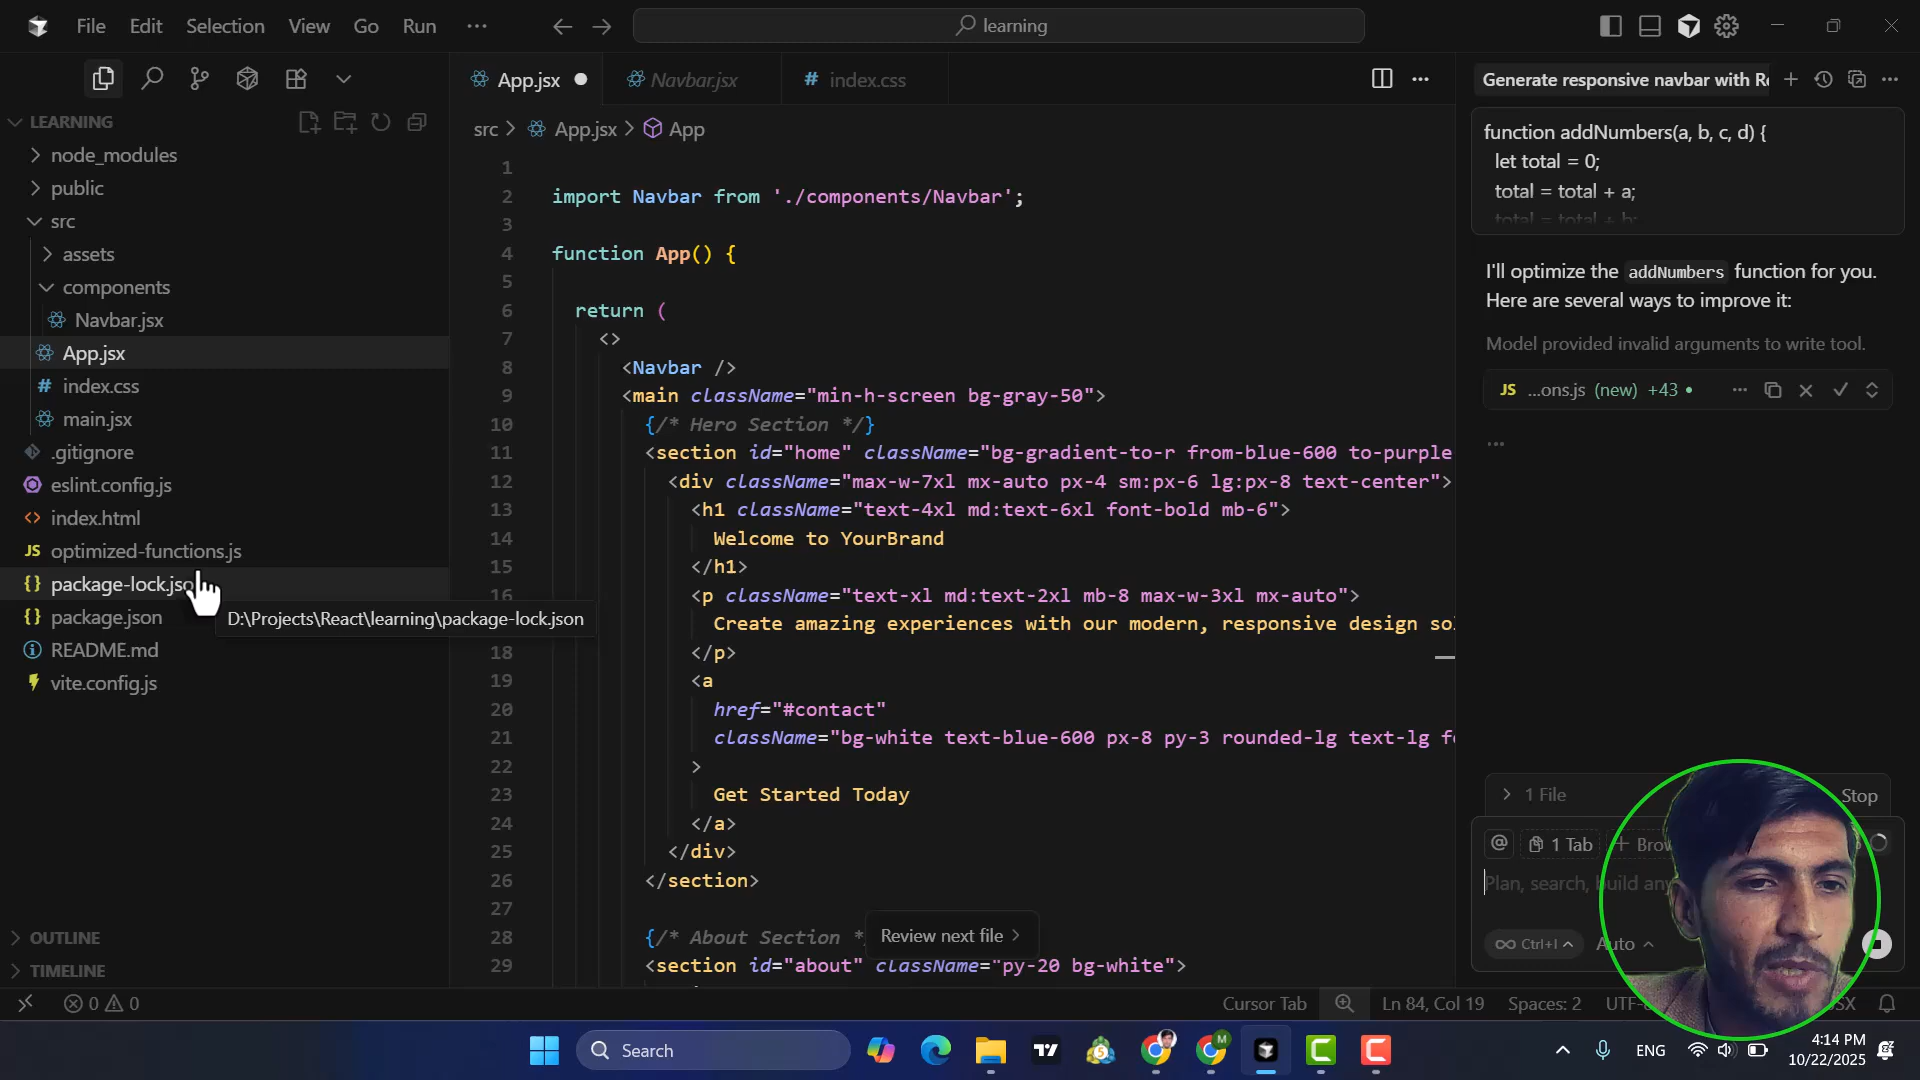 File Edit Selection View Go Run ··· learning
App.jsx Navbar.jsx index.css
Generate responsive navbar with Re
LEARNING
node_modules
public
src
assets
components
Navbar.jsx
App.jsx
index.css
main.jsx
.gitignore
eslint.config.js
index.html
optimized-functions.js
package-lock.jso
D:\Projects\React\learning\package-lock.json
package.json
README.md
vite.config.js
OUTLINE
TIMELINE
src > App.jsx > App
1
2 import Navbar from './components/Navbar';
3
4 function App() {
5
6 return (
7 <>
8 <Navbar />
9 <main className="min-h-screen bg-gray-50">
10 {/* Hero Section */}
11 <section id="home" className="bg-gradient-to-r from-blue-600 to-purple
12 <div className="max-w-7xl mx-auto px-4 sm:px-6 lg:px-8 text-center">
13 <h1 className="text-4xl md:text-6xl font-bold mb-6">
14 Welcome to YourBrand
15 </h1>
16 <p className="text-xl md:text-2xl mb-8 max-w-3xl mx-auto">
Create amazing experiences with our modern, responsive design so
18 </p>
19 <a
20 href="#contact"
21 className="bg-white text-blue-600 px-8 py-3 rounded-lg text-lg fo
22 >
23 Get Started Today
24 </a>
25 </div>
26 </section>
27
28 {/* About Section *
29 <section id="about" className="py-20 bg-white">
Review next file >
function addNumbers(a, b, c, d) {
let total = 0;
total = total + a;
total = total + b;
I'll optimize the addNumbers function for you.
Here are several ways to improve it:
Model provided invalid arguments to write tool.
JS ...ons.js (new) +43 •
> 1 File Stop
@ 1 Tab + Brow
Plan, search, build any
Ctrl+I Auto
0 0 Cursor Tab Ln 84, Col 19 Spaces: 2 UTF-
Search ENG
4:14 PM
10/22/2025